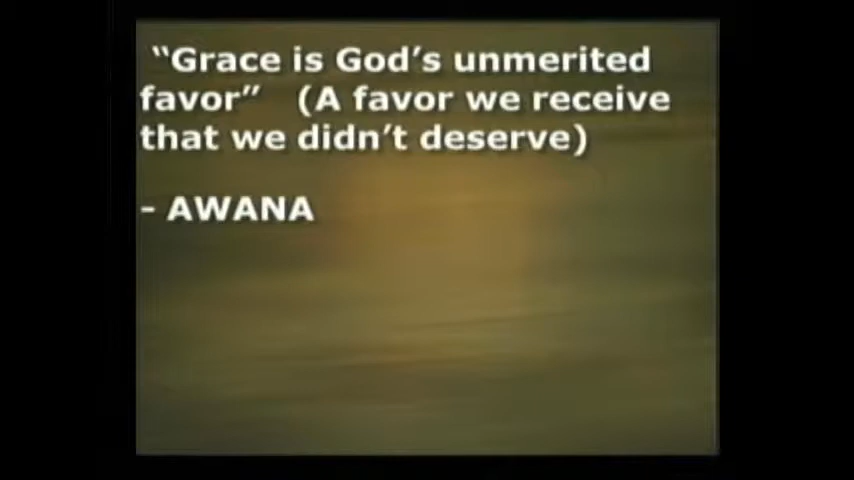 “Grace is God’s unmerited
favor” (A favor we receive
that we didn’t deserve)
- AWANA